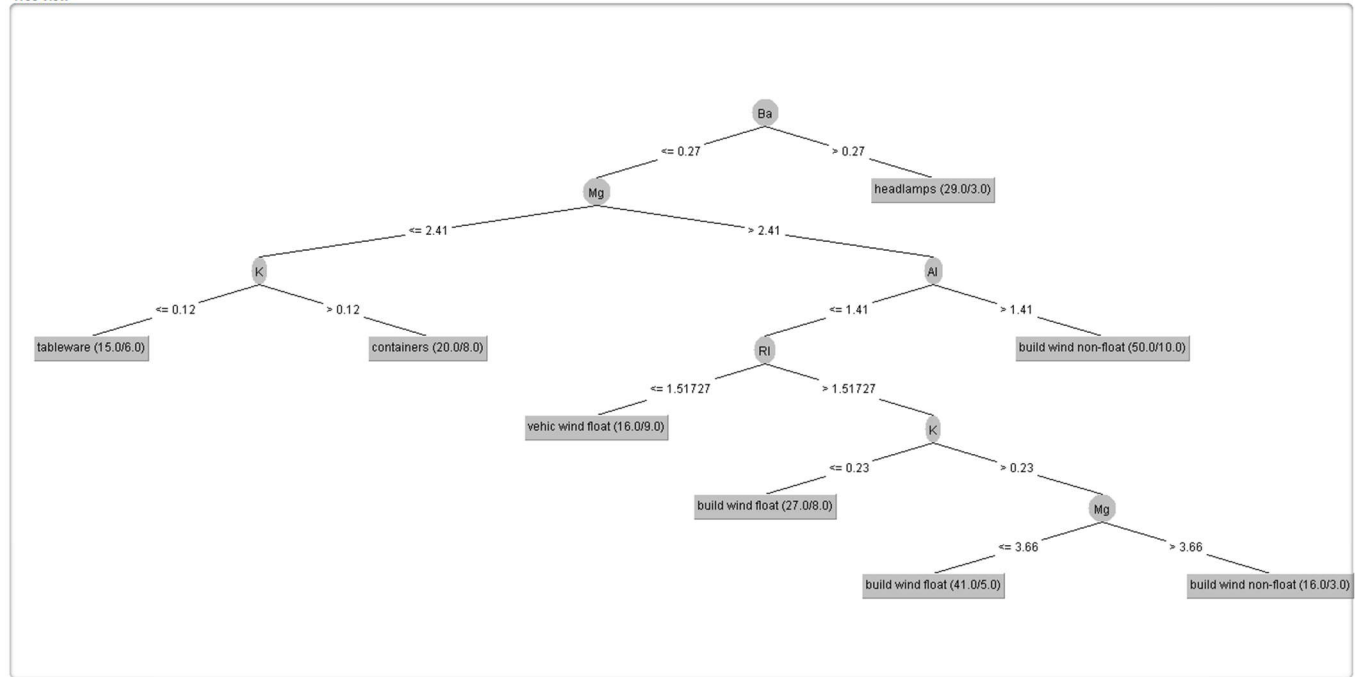 Ba
<= 0.27
> 0.27
Mg
headlamps (29.0/3.0)
<= 2.41
> 2.41
K
Al
<= 0.12
> 0.12
<= 1.41
> 1.41
tableware (15.0/6.0)
containers (20.0/8.0)
RI
build wind non-float (50.0/10.0)
<= 1.51727
> 1.51727
vehic wind float (16.0/9.0)
K
<= 0.23
> 0.23
build wind float (27.0/8.0)
Mg
<= 3.66
> 3.66
build wind float (41.0/5.0)
build wind non-float (16.0/3.0)